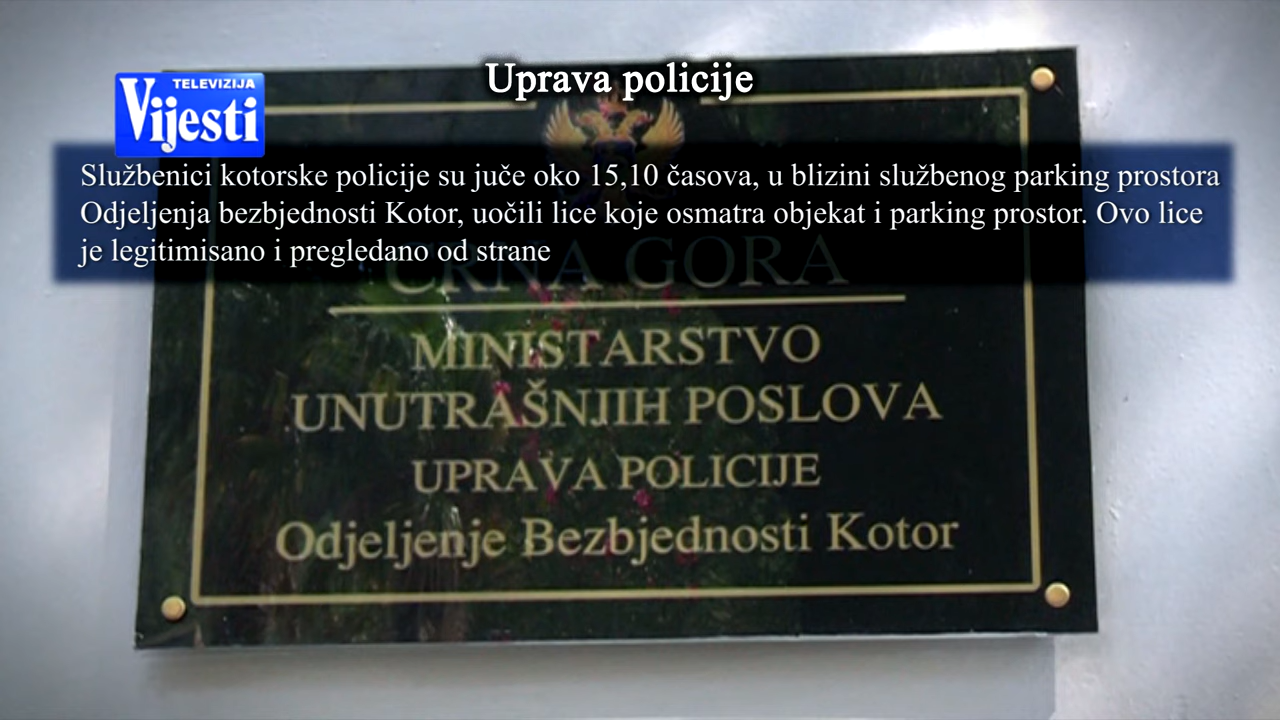 Uprava policije
TELEVIZIJA
Vijesti
Službenici kotorske policije su juče oko 15,10 časova, u blizini službenog parking prostora
Odjeljenja bezbjednosti Kotor, uočili lice koje osmatra objekat i parking prostor. Ovo lice
je legitimisano i pregledano od strane
CRNA GORA
MINISTARSTVO
UNUTRAŠNJIH POSLOVA
UPRAVA POLICIJE
Odjeljenje Bezbjednosti Kotor